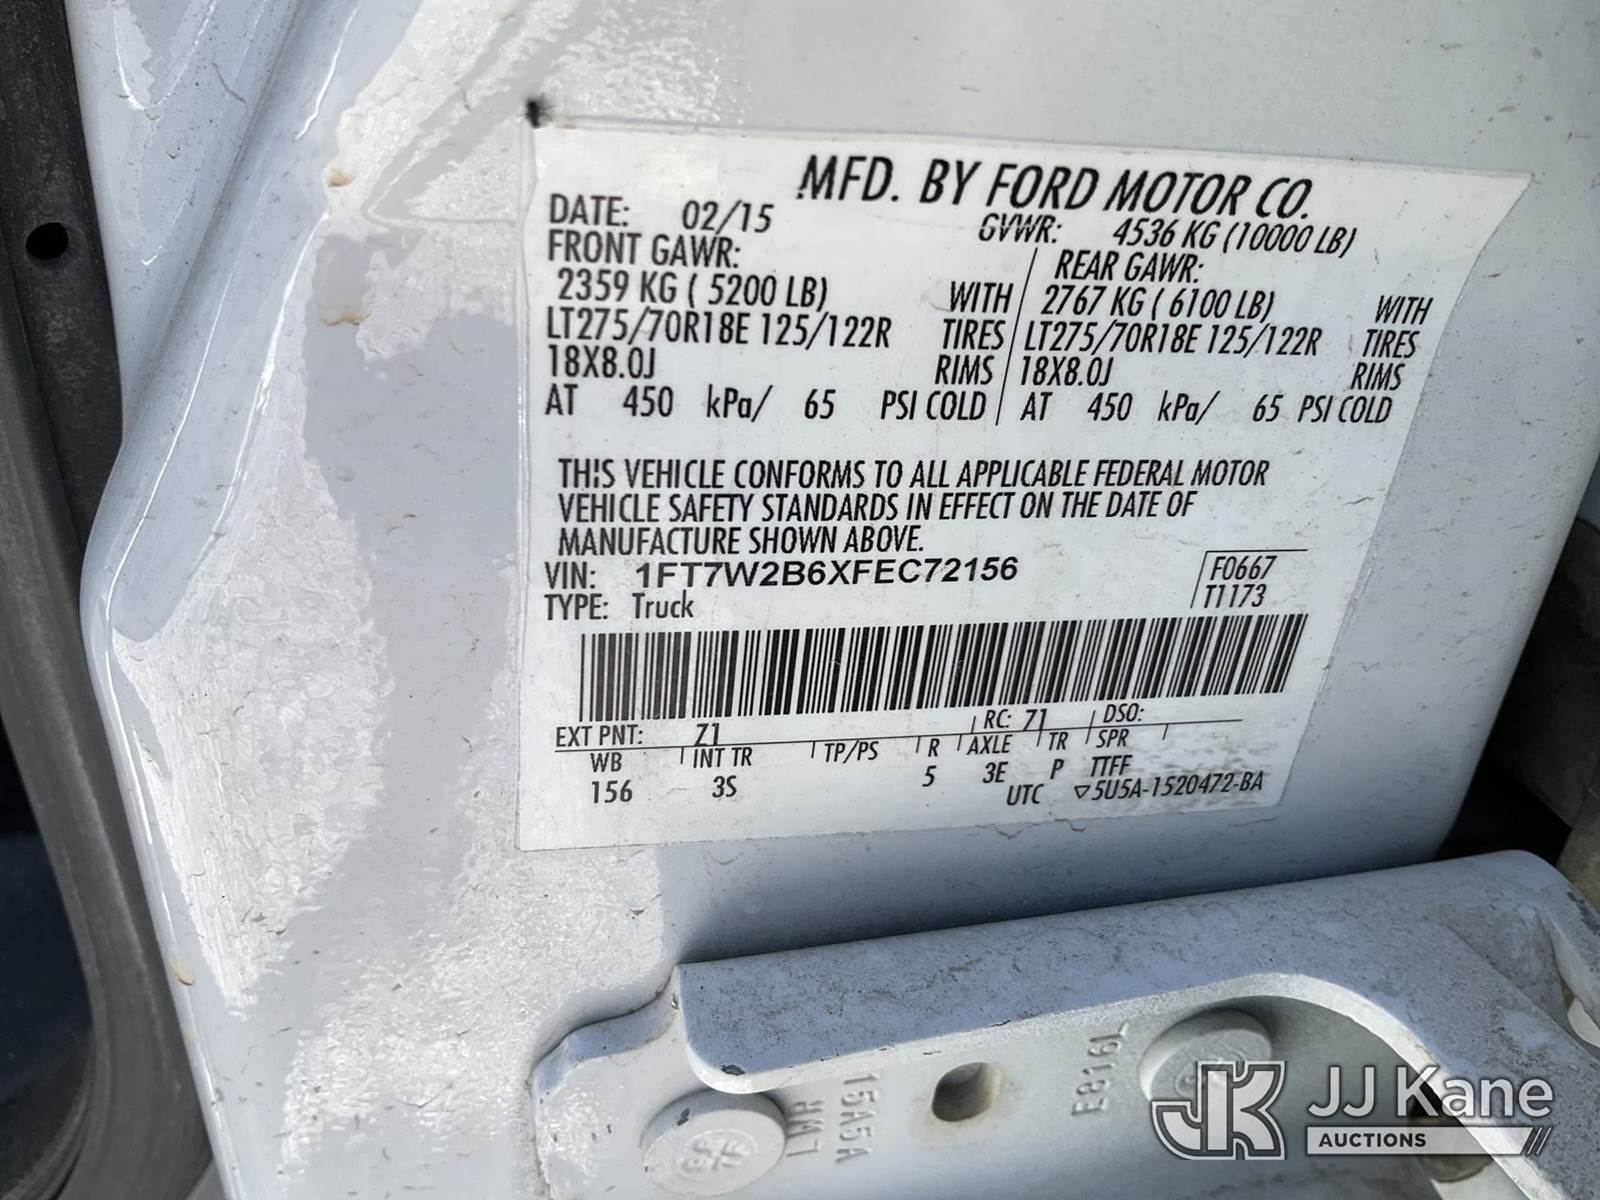 MFD. BY FORD MOTOR CO.
DATE: 02/15 GVWR: 4536 KG (10000 LB)
FRONT GAWR: REAR GAWR:
2359 KG ( 5200 LB) WITH 2767 KG ( 6100 LB) WITH
LT275/70R18E 125/122R TIRES LT275/70R18E 125/122R TIRES
18X8.0J RIMS 18X8.0J RIMS
AT 450 kPa/ 65 PSI COLD AT 450 kPa/ 65 PSI COLD
THIS VEHICLE CONFORMS TO ALL APPLICABLE FEDERAL MOTOR
VEHICLE SAFETY STANDARDS IN EFFECT ON THE DATE OF
MANUFACTURE SHOWN ABOVE.
VIN: 1FT7W2B6XFEC72156 F0667
TYPE: Truck T1173
EXT PNT: Z1 RC: 71 DSO:
WB INT TR TP/PS R AXLE TR SPR
156 3S 5 3E P TTFF
UTC 5U5A-1520472-BA
E8191
15A5A
JK JJ Kane
AUCTIONS